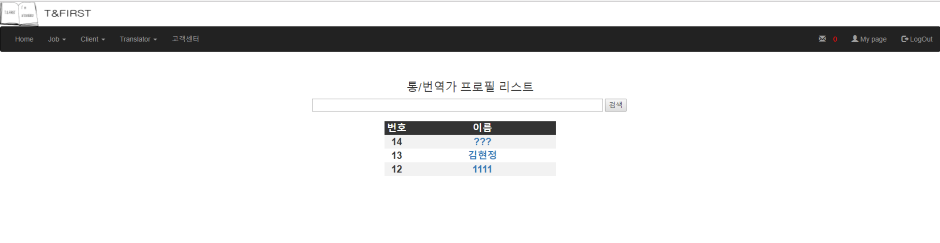 T&FIRST
Home Job Client Translator 고객센터 0 My page LogOut
통/번역가 프로필 리스트
검색
번호 이름
14 ???
13 김현정
12 1111